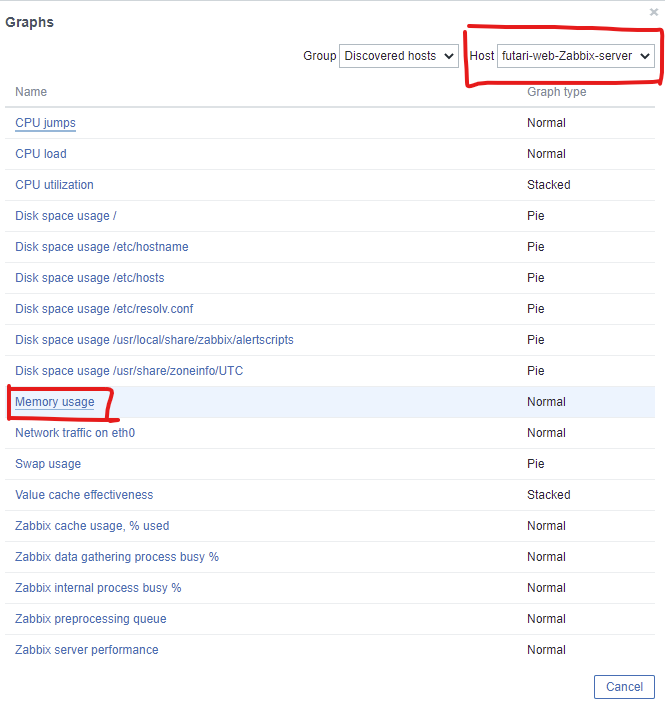 Graphs
Group Discovered hosts Host futari-web-Zabbix-server
Name Graph type
CPU jumps Normal
CPU load Normal
CPU utilization Stacked
Disk space usage / Pie
Disk space usage /etc/hostname Pie
Disk space usage /etc/hosts Pie
Disk space usage /etc/resolv.conf Pie
Disk space usage /usr/local/share/zabbix/alertscripts Pie
Disk space usage /usr/share/zoneinfo/UTC Pie
Memory usage Normal
Network traffic on eth0 Normal
Swap usage Pie
Value cache effectiveness Stacked
Zabbix cache usage, % used Normal
Zabbix data gathering process busy % Normal
Zabbix internal process busy % Normal
Zabbix preprocessing queue Normal
Zabbix server performance Normal
Cancel